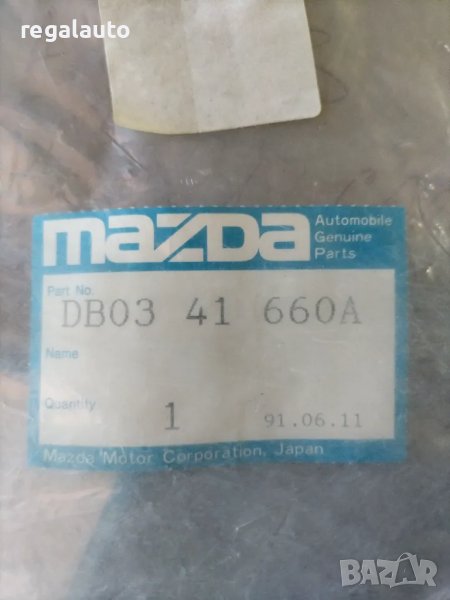 regalauto
mazda
Automobile
Genuine
Parts
Part No.
DB03 41 660A
Name
Quantity
1
91.06.11
Mazda Motor Corporation, Japan
BAZAR